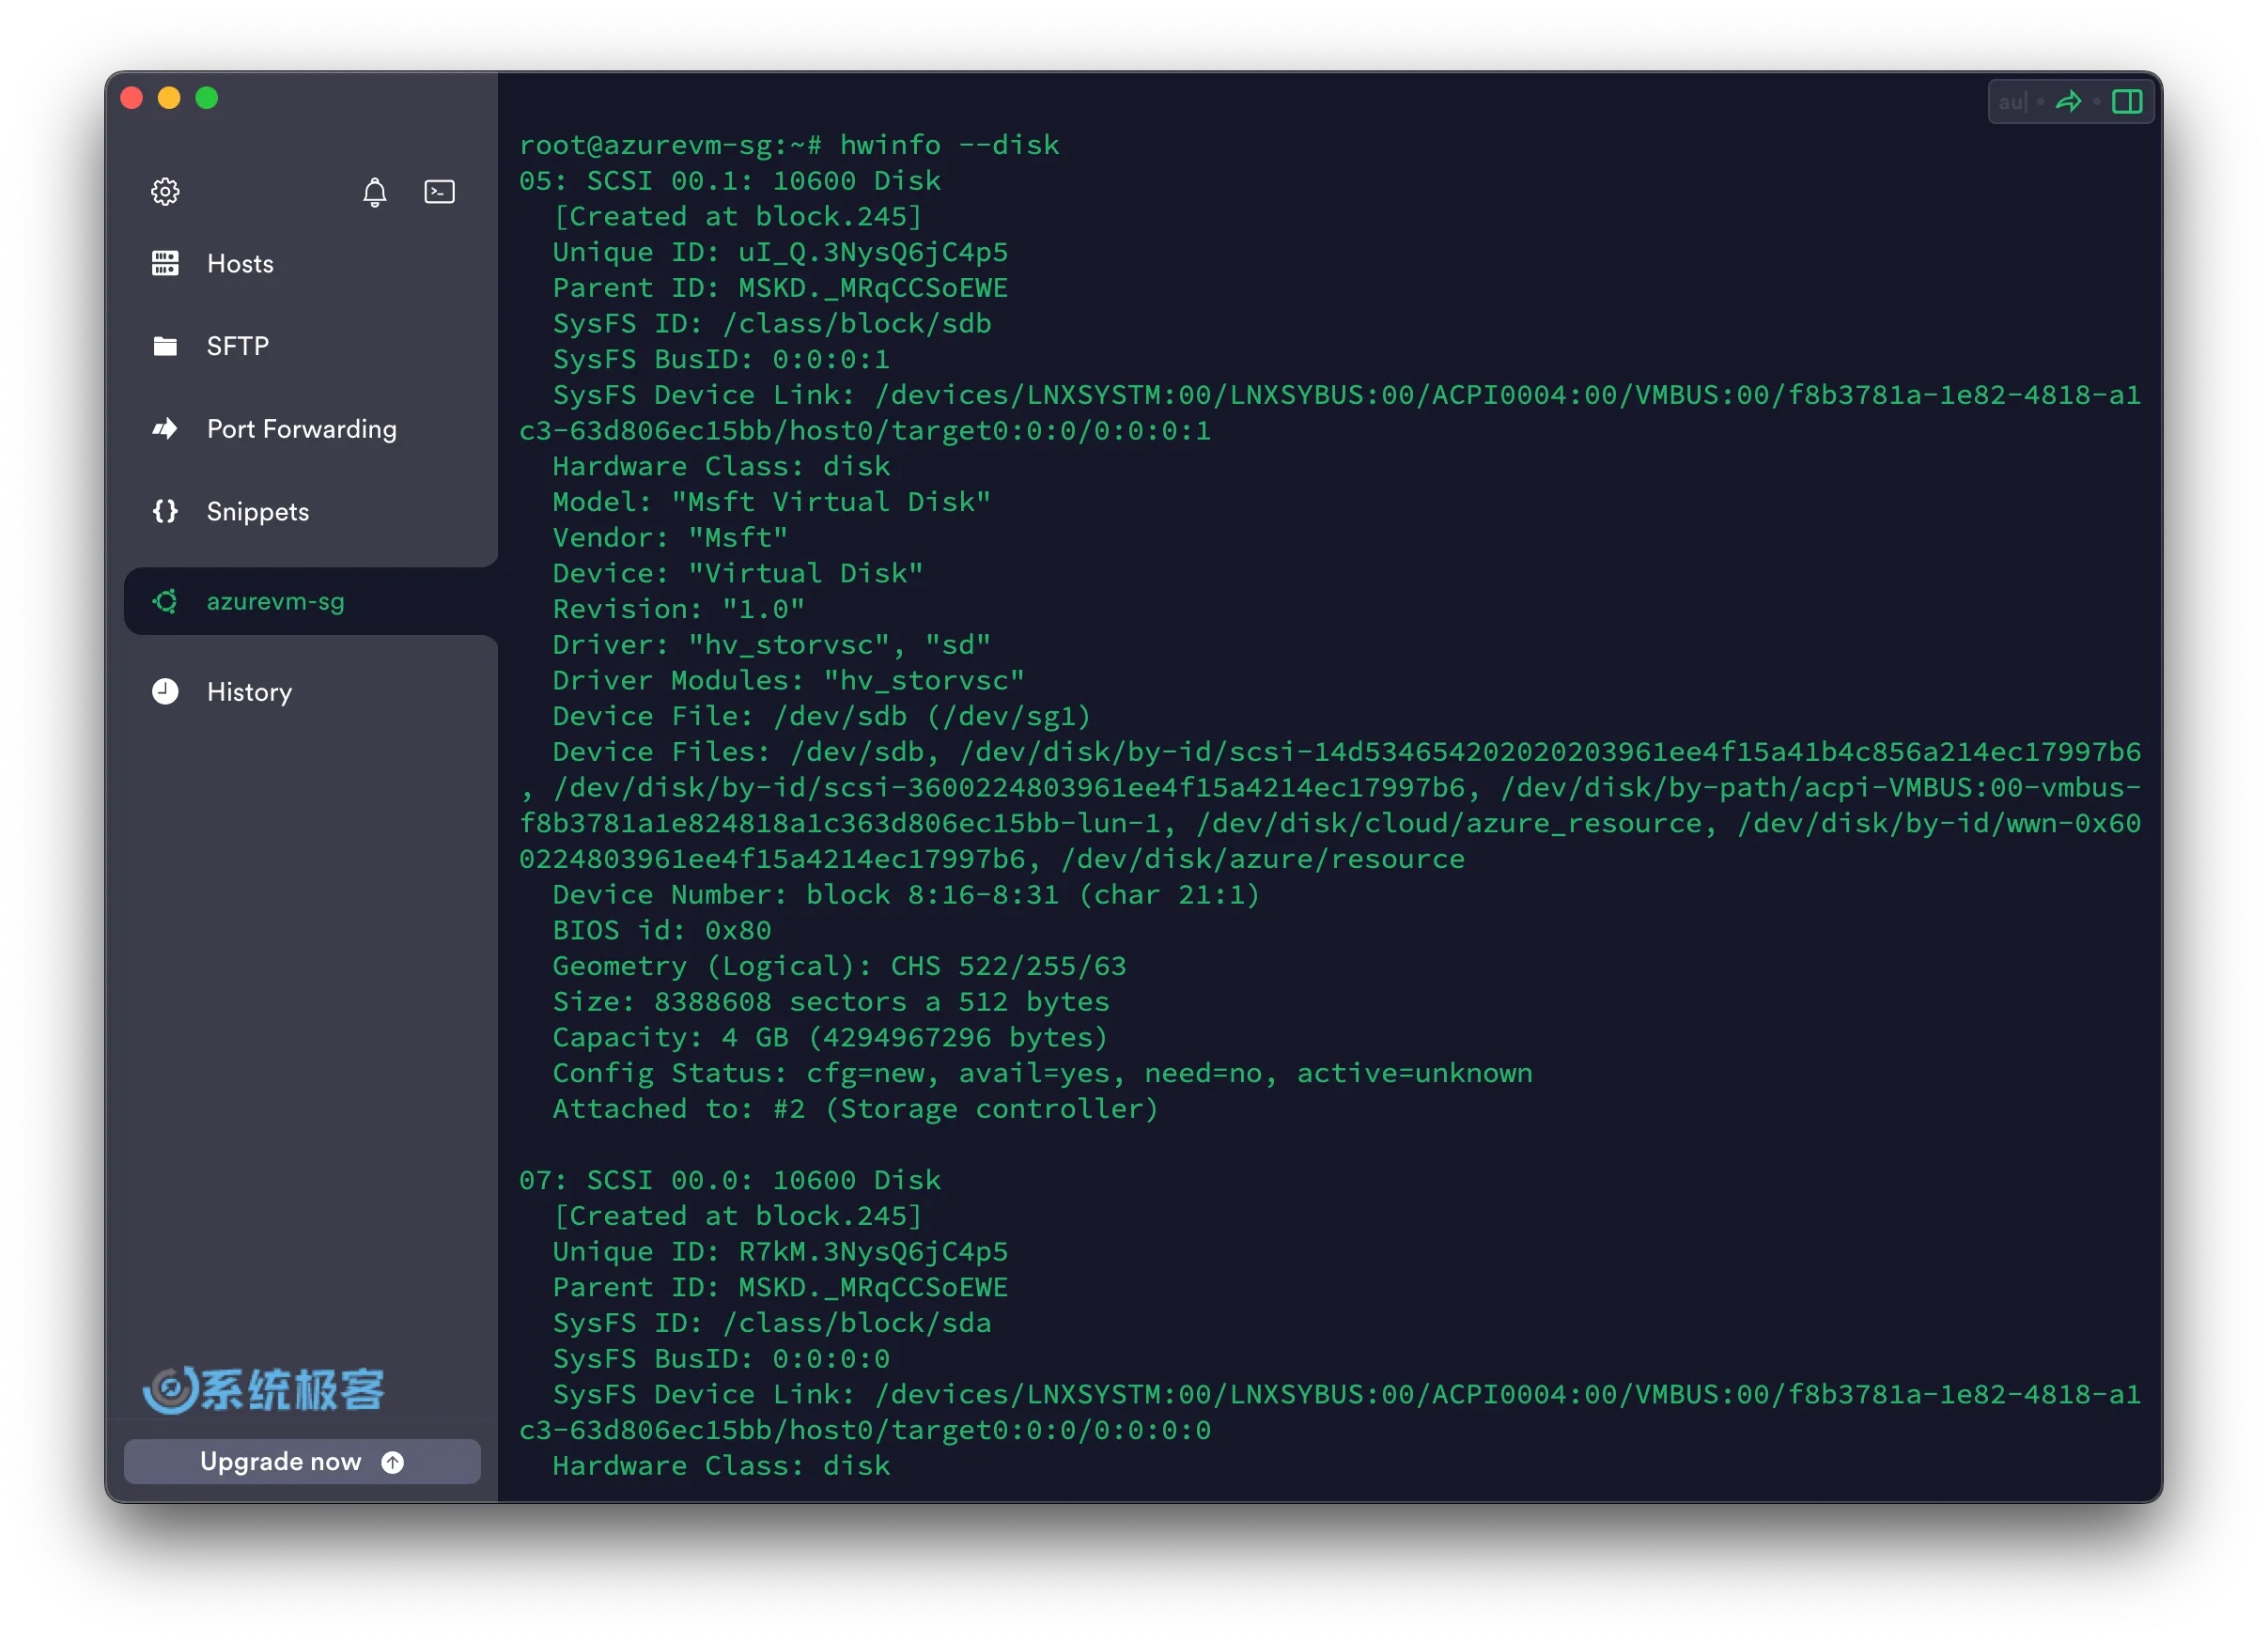 au
Hosts
SFTP
Port Forwarding
Snippets
azurevm-sg
History
系统极客
Upgrade now
root@azurevm-sg:~# hwinfo --disk
05: SCSI 00.1: 10600 Disk
  [Created at block.245]
  Unique ID: uI_Q.3NysQ6jC4p5
  Parent ID: MSKD._MRqCCSoEWE
  SysFS ID: /class/block/sdb
  SysFS BusID: 0:0:0:1
  SysFS Device Link: /devices/LNXSYSTM:00/LNXSYBUS:00/ACPI0004:00/VMBUS:00/f8b3781a-1e82-4818-a1
c3-63d806ec15bb/host0/target0:0:0/0:0:0:1
  Hardware Class: disk
  Model: "Msft Virtual Disk"
  Vendor: "Msft"
  Device: "Virtual Disk"
  Revision: "1.0"
  Driver: "hv_storvsc", "sd"
  Driver Modules: "hv_storvsc"
  Device File: /dev/sdb (/dev/sg1)
  Device Files: /dev/sdb, /dev/disk/by-id/scsi-14d534654202020203961ee4f15a41b4c856a214ec17997b6
, /dev/disk/by-id/scsi-3600224803961ee4f15a4214ec17997b6, /dev/disk/by-path/acpi-VMBUS:00-vmbus-
f8b3781a1e824818a1c363d806ec15bb-lun-1, /dev/disk/cloud/azure_resource, /dev/disk/by-id/wwn-0x60
0224803961ee4f15a4214ec17997b6, /dev/disk/azure/resource
  Device Number: block 8:16-8:31 (char 21:1)
  BIOS id: 0x80
  Geometry (Logical): CHS 522/255/63
  Size: 8388608 sectors a 512 bytes
  Capacity: 4 GB (4294967296 bytes)
  Config Status: cfg=new, avail=yes, need=no, active=unknown
  Attached to: #2 (Storage controller)

07: SCSI 00.0: 10600 Disk
  [Created at block.245]
  Unique ID: R7kM.3NysQ6jC4p5
  Parent ID: MSKD._MRqCCSoEWE
  SysFS ID: /class/block/sda
  SysFS BusID: 0:0:0:0
  SysFS Device Link: /devices/LNXSYSTM:00/LNXSYBUS:00/ACPI0004:00/VMBUS:00/f8b3781a-1e82-4818-a1
c3-63d806ec15bb/host0/target0:0:0/0:0:0:0
  Hardware Class: disk